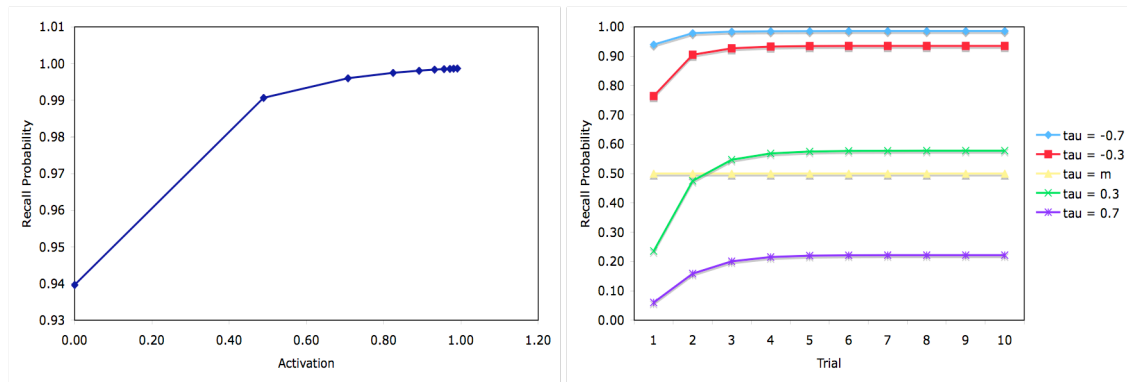 1.01
1.00
0.99
0.98
0.97
0.96
0.95
0.94
0.93
Recall Probability
0.00 0.20 0.40 0.60 0.80 1.00 1.20
Activation
1.00
0.90
0.80
0.70
0.60
0.50
0.40
0.30
0.20
0.10
0.00
Recall Probability
1 2 3 4 5 6 7 8 9 10
Trial
tau = -0.7
tau = -0.3
tau = m
tau = 0.3
tau = 0.7